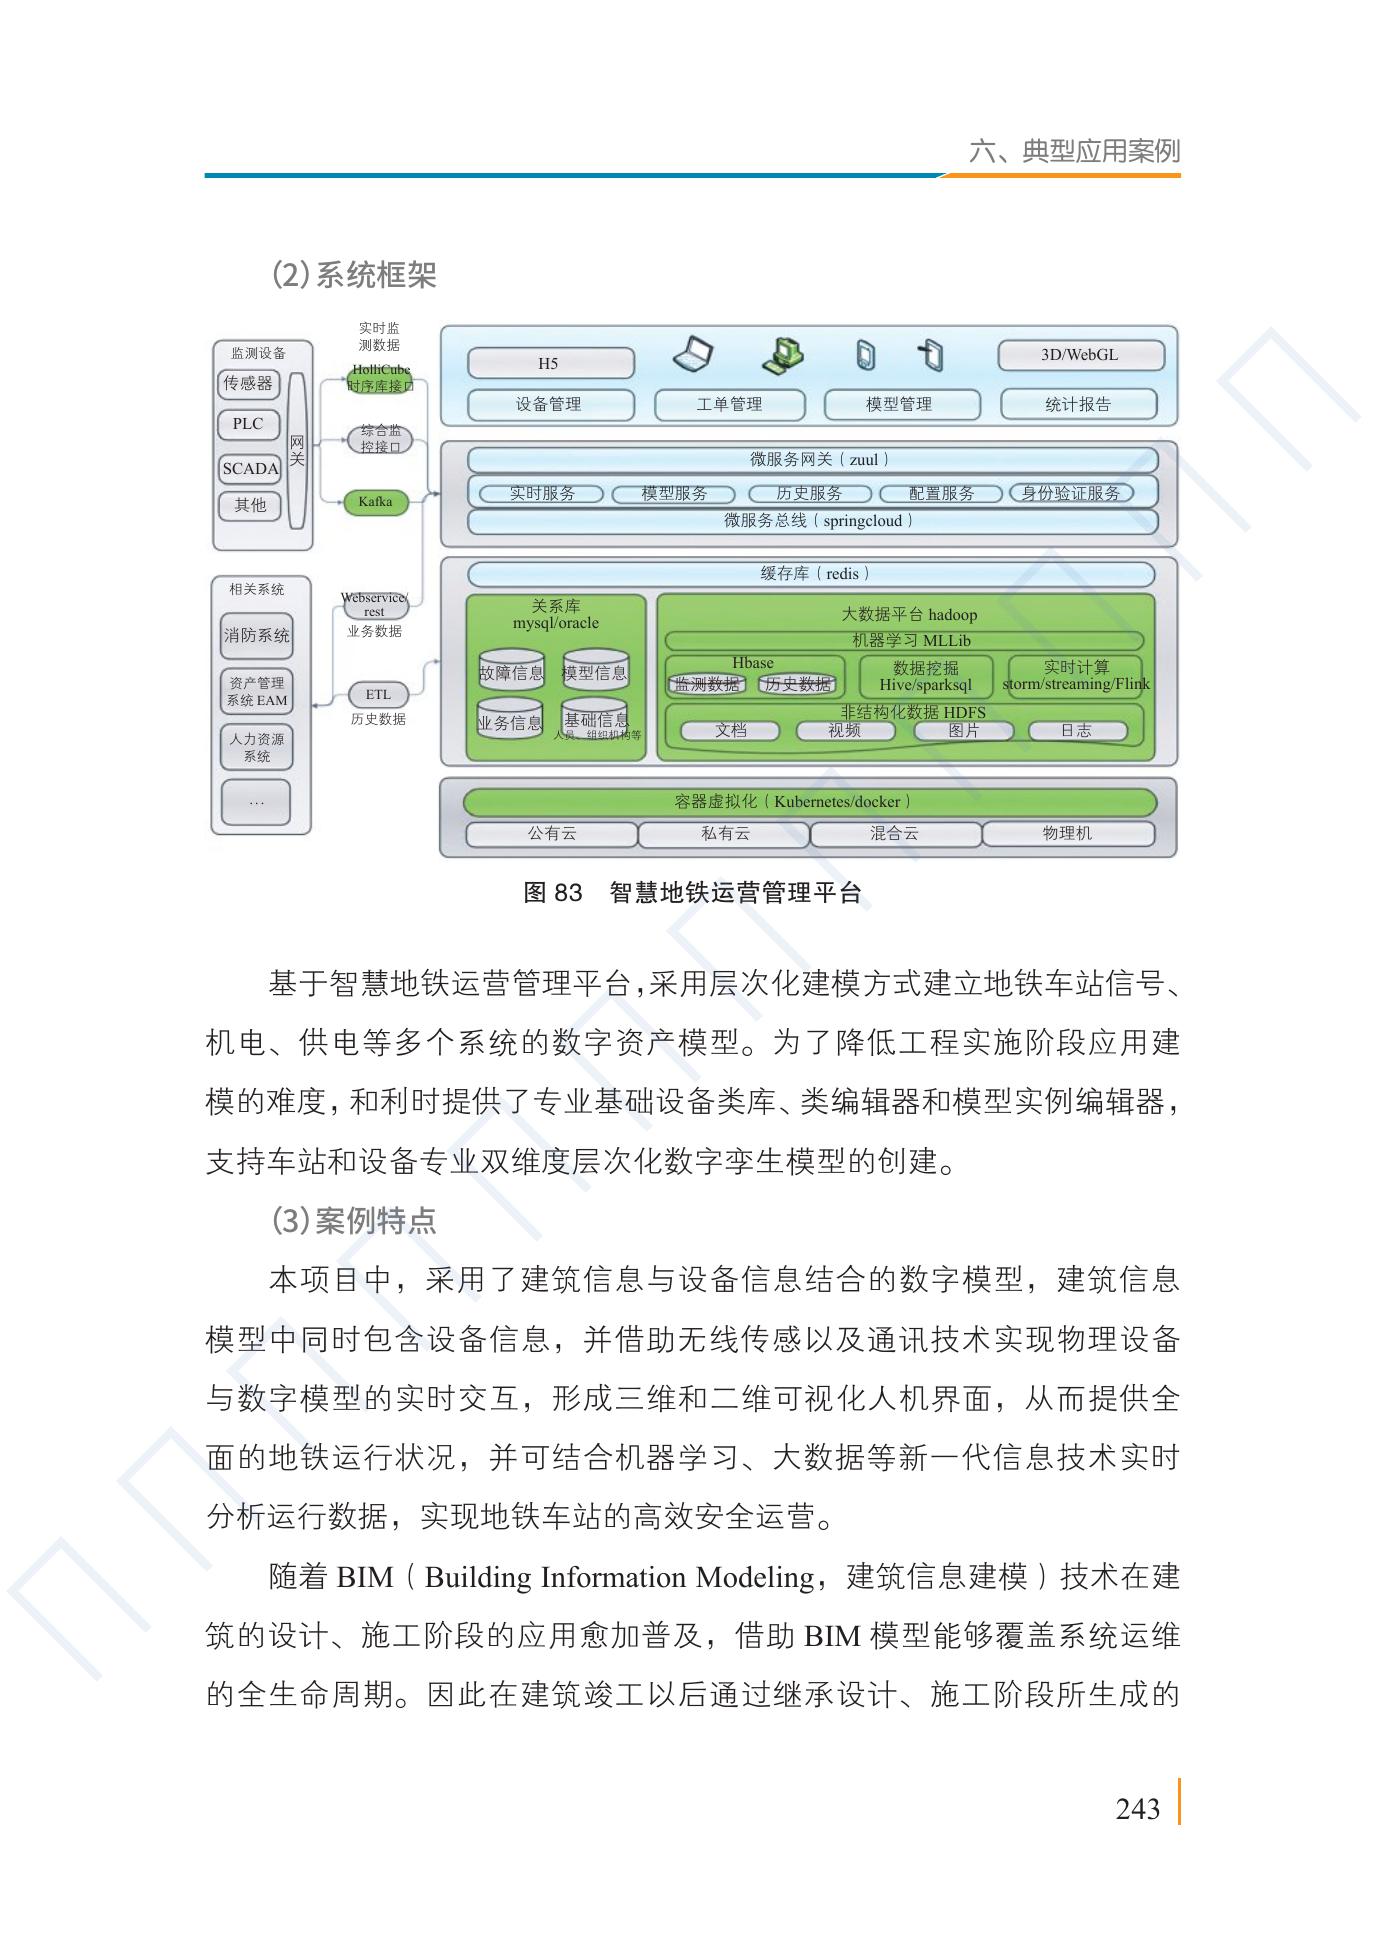 六、典型应用案例
（2）系统框架
监测设备
传感器
PLC
SCADA
其他
网关
实时监
测数据
HolliCube
时序库接口
综合监
控接口
Kafka
相关系统
消防系统
资产管理
系统 EAM
人力资源
系统
…
Webservice/
rest
业务数据
ETL
历史数据
H5
3D/WebGL
设备管理
工单管理
模型管理
统计报告
微服务网关（zuul）
实时服务
模型服务
历史服务
配置服务
身份验证服务
微服务总线（springcloud）
缓存库（redis）
关系库
mysql/oracle
故障信息
模型信息
业务信息
基础信息
人员、组织机构等
大数据平台 hadoop
机器学习 MLLib
Hbase
监测数据
历史数据
数据挖掘
Hive/sparksql
实时计算
storm/streaming/Flink
非结构化数据 HDFS
文档
视频
图片
日志
容器虚拟化（Kubernetes/docker）
公有云
私有云
混合云
物理机
图 83　智慧地铁运营管理平台
基于智慧地铁运营管理平台，采用层次化建模方式建立地铁车站信号、
机电、供电等多个系统的数字资产模型。为了降低工程实施阶段应用建
模的难度，和利时提供了专业基础设备类库、类编辑器和模型实例编辑器，
支持车站和设备专业双维度层次化数字孪生模型的创建。
（3）案例特点
本项目中，采用了建筑信息与设备信息结合的数字模型，建筑信息
模型中同时包含设备信息，并借助无线传感以及通讯技术实现物理设备
与数字模型的实时交互，形成三维和二维可视化人机界面，从而提供全
面的地铁运行状况，并可结合机器学习、大数据等新一代信息技术实时
分析运行数据，实现地铁车站的高效安全运营。
随着 BIM（Building Information Modeling，建筑信息建模）技术在建
筑的设计、施工阶段的应用愈加普及，借助 BIM 模型能够覆盖系统运维
的全生命周期。因此在建筑竣工以后通过继承设计、施工阶段所生成的
243